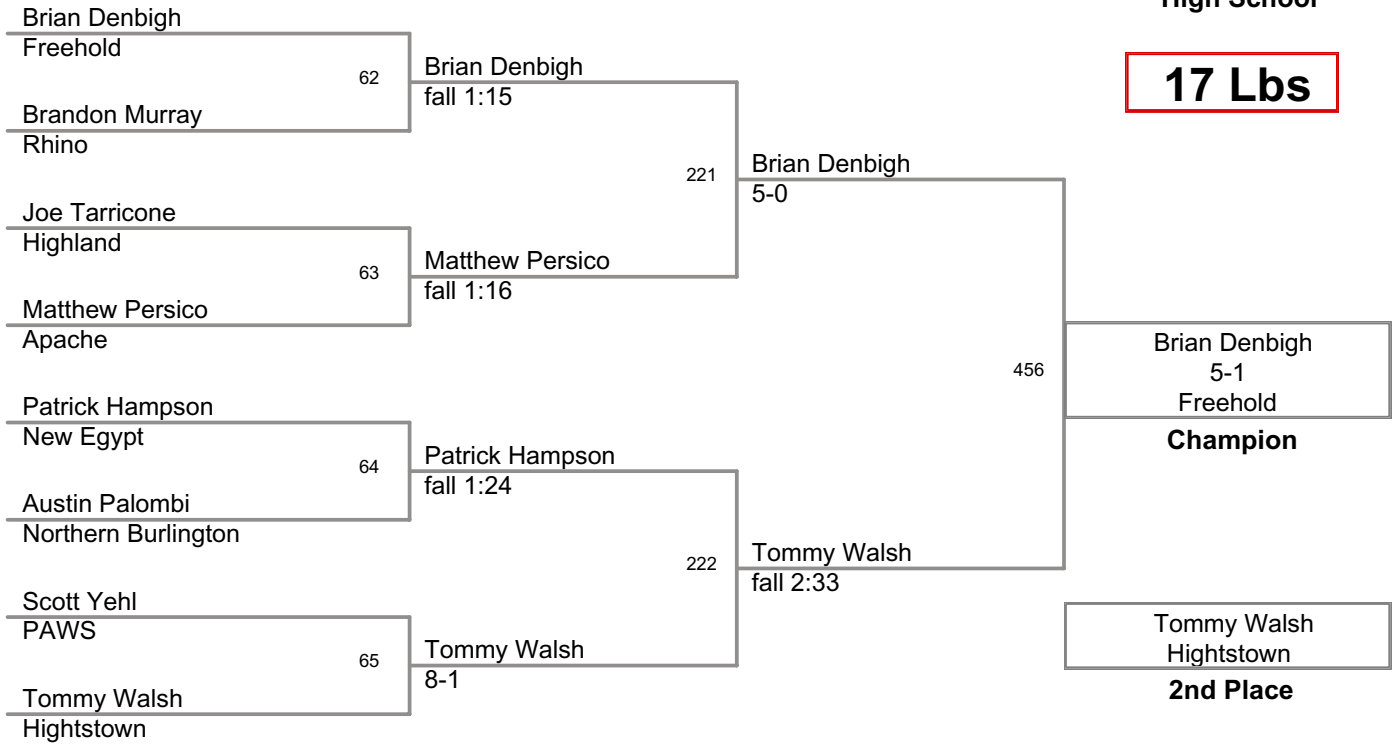 High School
17 Lbs
Brian Denbigh
Freehold
62
Brandon Murray
Rhino
Brian Denbigh
fall 1:15
Joe Tarricone
Highland
63
Matthew Persico
Apache
Matthew Persico
fall 1:16
221
Brian Denbigh
5-0
Patrick Hampson
New Egypt
64
Austin Palombi
Northern Burlington
Patrick Hampson
fall 1:24
Scott Yehl
PAWS
65
Tommy Walsh
Hightstown
Tommy Walsh
8-1
222
Tommy Walsh
fall 2:33
456
Brian Denbigh
5-1
Freehold
Champion
Tommy Walsh
Hightstown
2nd Place